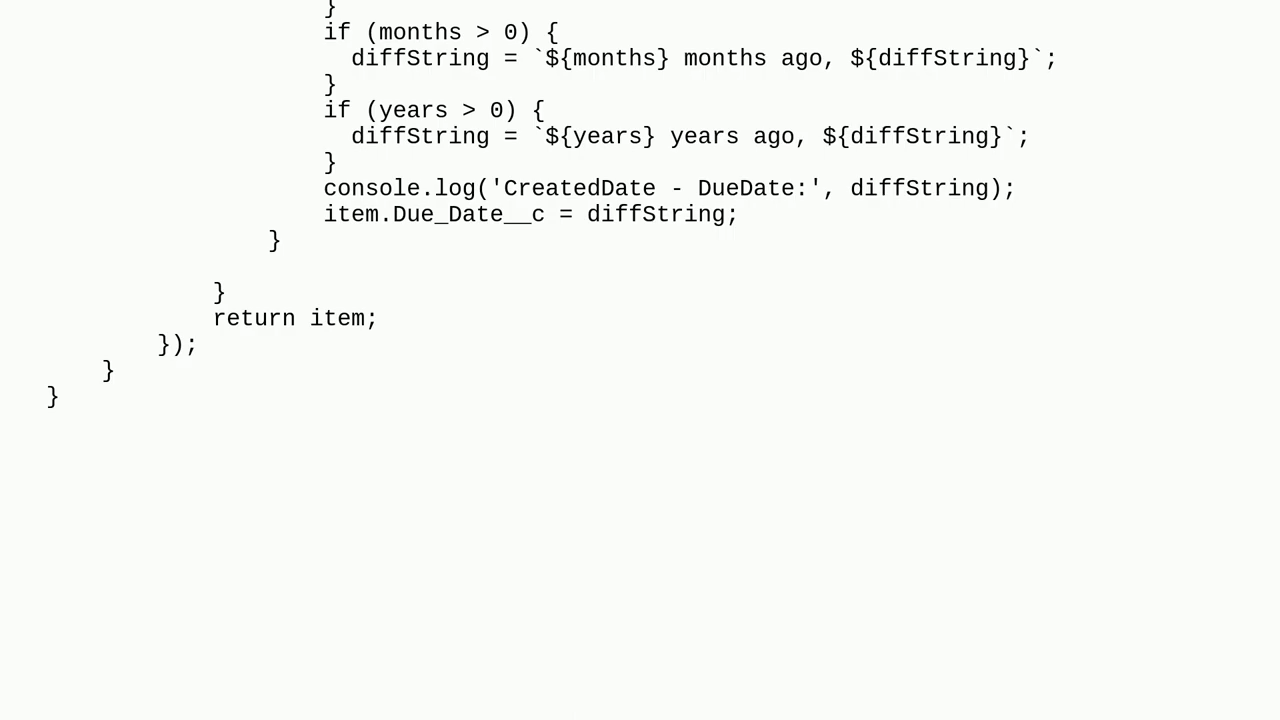 }
if (months > 0) {
diffString = `${months} months ago, ${diffString}`;
}
if (years > 0) {
diffString = `${years} years ago, ${diffString}`;
}
console.log('CreatedDate - DueDate:', diffString);
item.Due_Date__c = diffString;
}
}
return item;
});
}
}